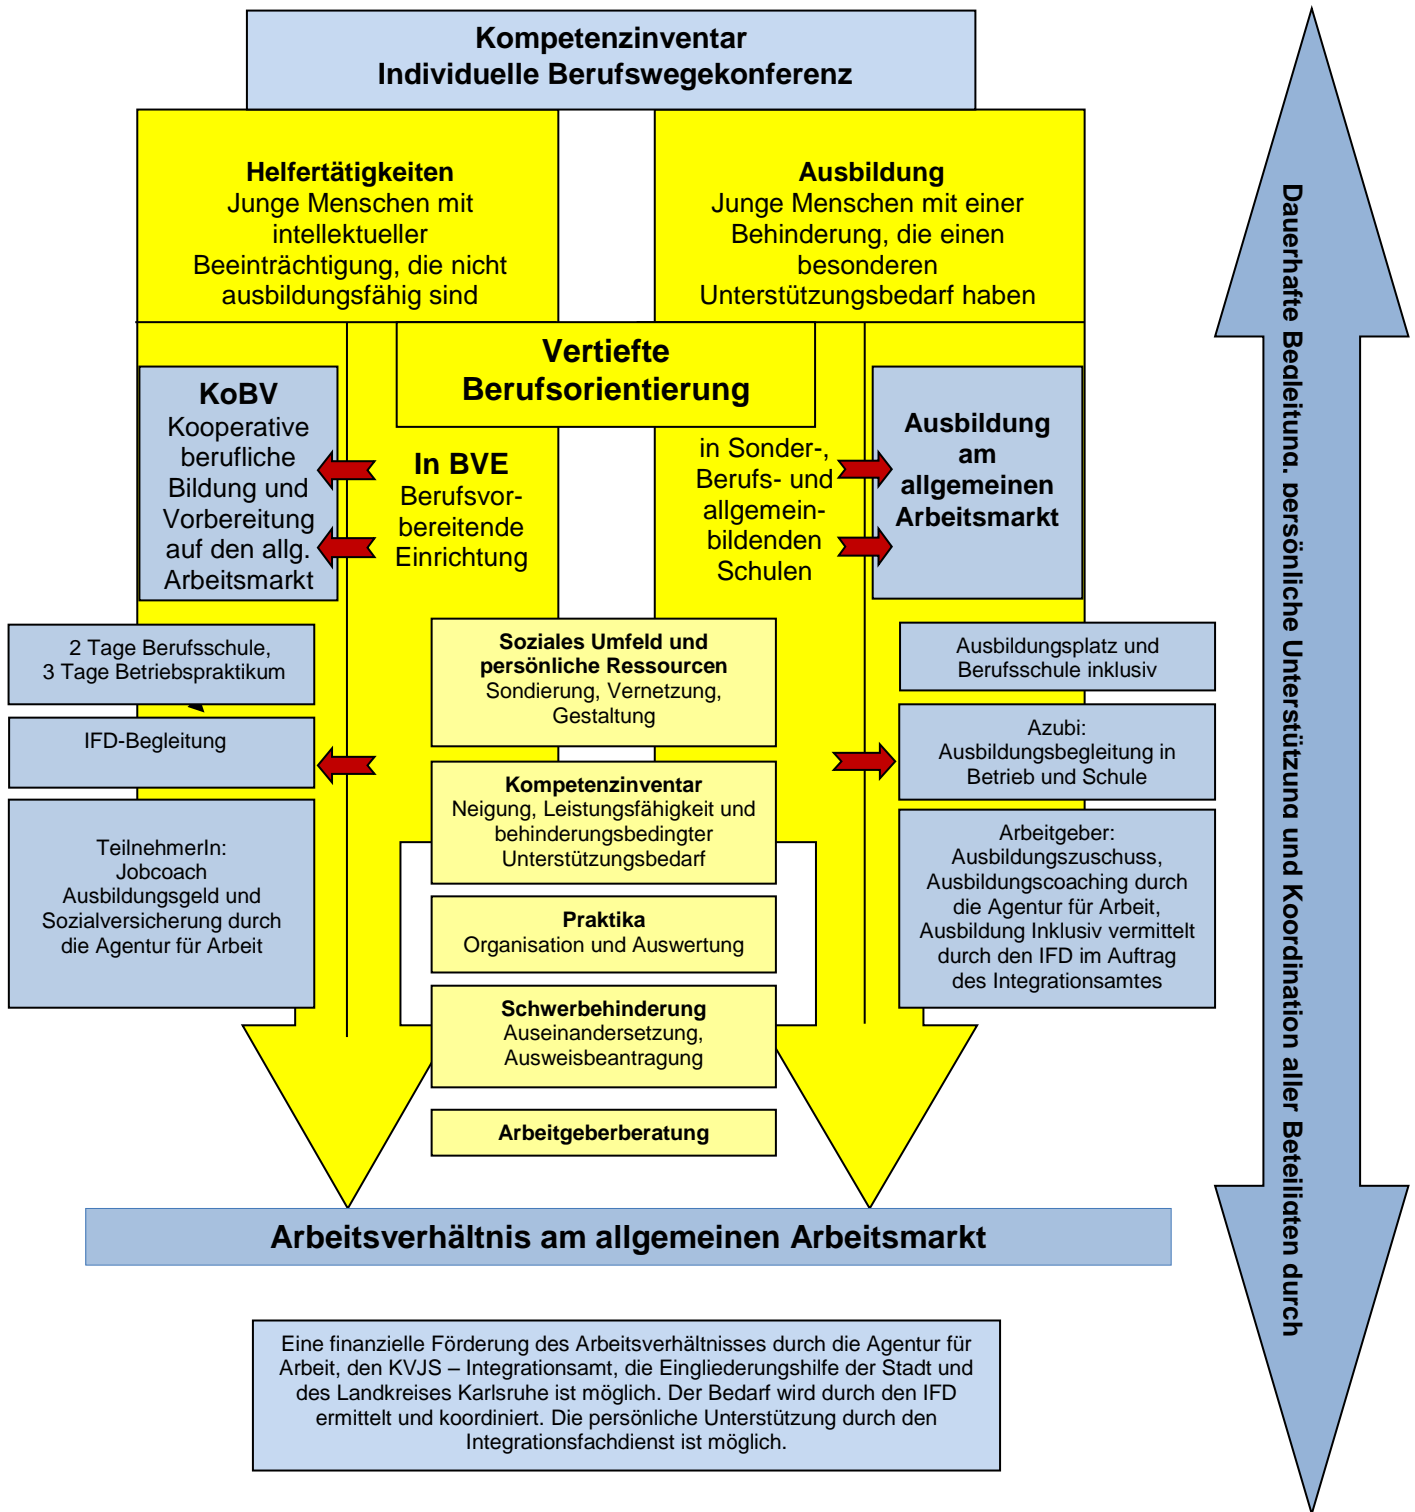 Kompetenzinventar
Individuelle Berufswegekonferenz
Helfertätigkeiten
Junge Menschen mit
intellektueller
Beeinträchtigung, die nicht
ausbildungsfähig sind
Ausbildung
Junge Menschen mit einer
Behinderung, die einen
besonderen
Unterstützungsbedarf haben
Vertiefte
Berufsorientierung
KoBV
Kooperative
berufliche
Bildung und
Vorbereitung
auf den allg.
Arbeitsmarkt
In BVE
Berufsvor-
bereitende
Einrichtung
in Sonder-,
Berufs- und
allgemein-
bildenden
Schulen
Ausbildung
am
allgemeinen
Arbeitsmarkt
2 Tage Berufsschule,
3 Tage Betriebspraktikum
IFD-Begleitung
TeilnehmerIn:
Jobcoach
Ausbildungsgeld und
Sozialversicherung durch
die Agentur für Arbeit
Soziales Umfeld und
persönliche Ressourcen
Sondierung, Vernetzung,
Gestaltung
Kompetenzinventar
Neigung, Leistungsfähigkeit und
behinderungsbedingter
Unterstützungsbedarf
Praktika
Organisation und Auswertung
Schwerbehinderung
Auseinandersetzung,
Ausweisbeantragung
Arbeitgeberberatung
Ausbildungsplatz und
Berufsschule inklusiv
Azubi:
Ausbildungsbegleitung in
Betrieb und Schule
Arbeitgeber:
Ausbildungszuschuss,
Ausbildungscoaching durch
die Agentur für Arbeit,
Ausbildung Inklusiv vermittelt
durch den IFD im Auftrag
des Integrationsamtes
Arbeitsverhältnis am allgemeinen Arbeitsmarkt
Eine finanzielle Förderung des Arbeitsverhältnisses durch die Agentur für
Arbeit, den KVJS – Integrationsamt, die Eingliederungshilfe der Stadt und
des Landkreises Karlsruhe ist möglich. Der Bedarf wird durch den IFD
ermittelt und koordiniert. Die persönliche Unterstützung durch den
Integrationsfachdienst ist möglich.
Dauerhafte Begleitung, persönliche Unterstützung und Koordination aller Beteiligten durch